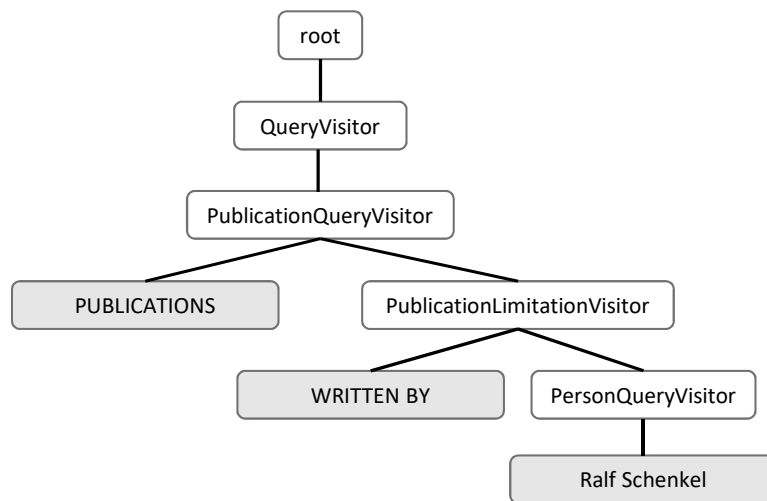 root
QueryVisitor
PublicationQueryVisitor
PUBLICATIONS
PublicationLimitationVisitor
WRITTEN BY
PersonQueryVisitor
Ralf Schenkel